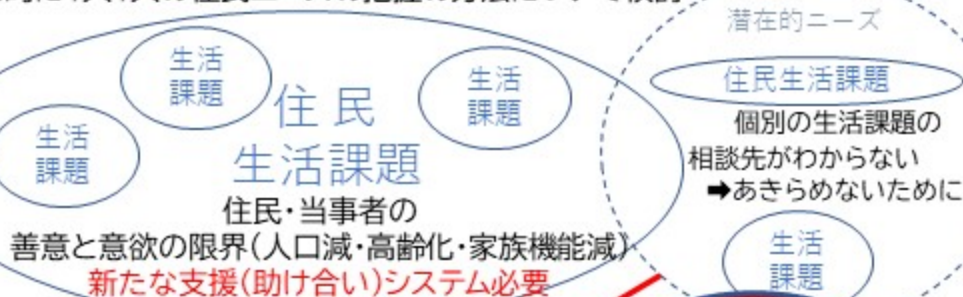 生活
課題
生活
課題
生活
課題
住民
生活課題
住民・当事者の
善意と意欲の限界(人口減・高齢化・家族機能減)
新たな支援(助け合い)システム必要
潜在的ニーズ
住民生活課題
個別の生活課題の
相談先がわからない
➡あきらめないために
生活
課題